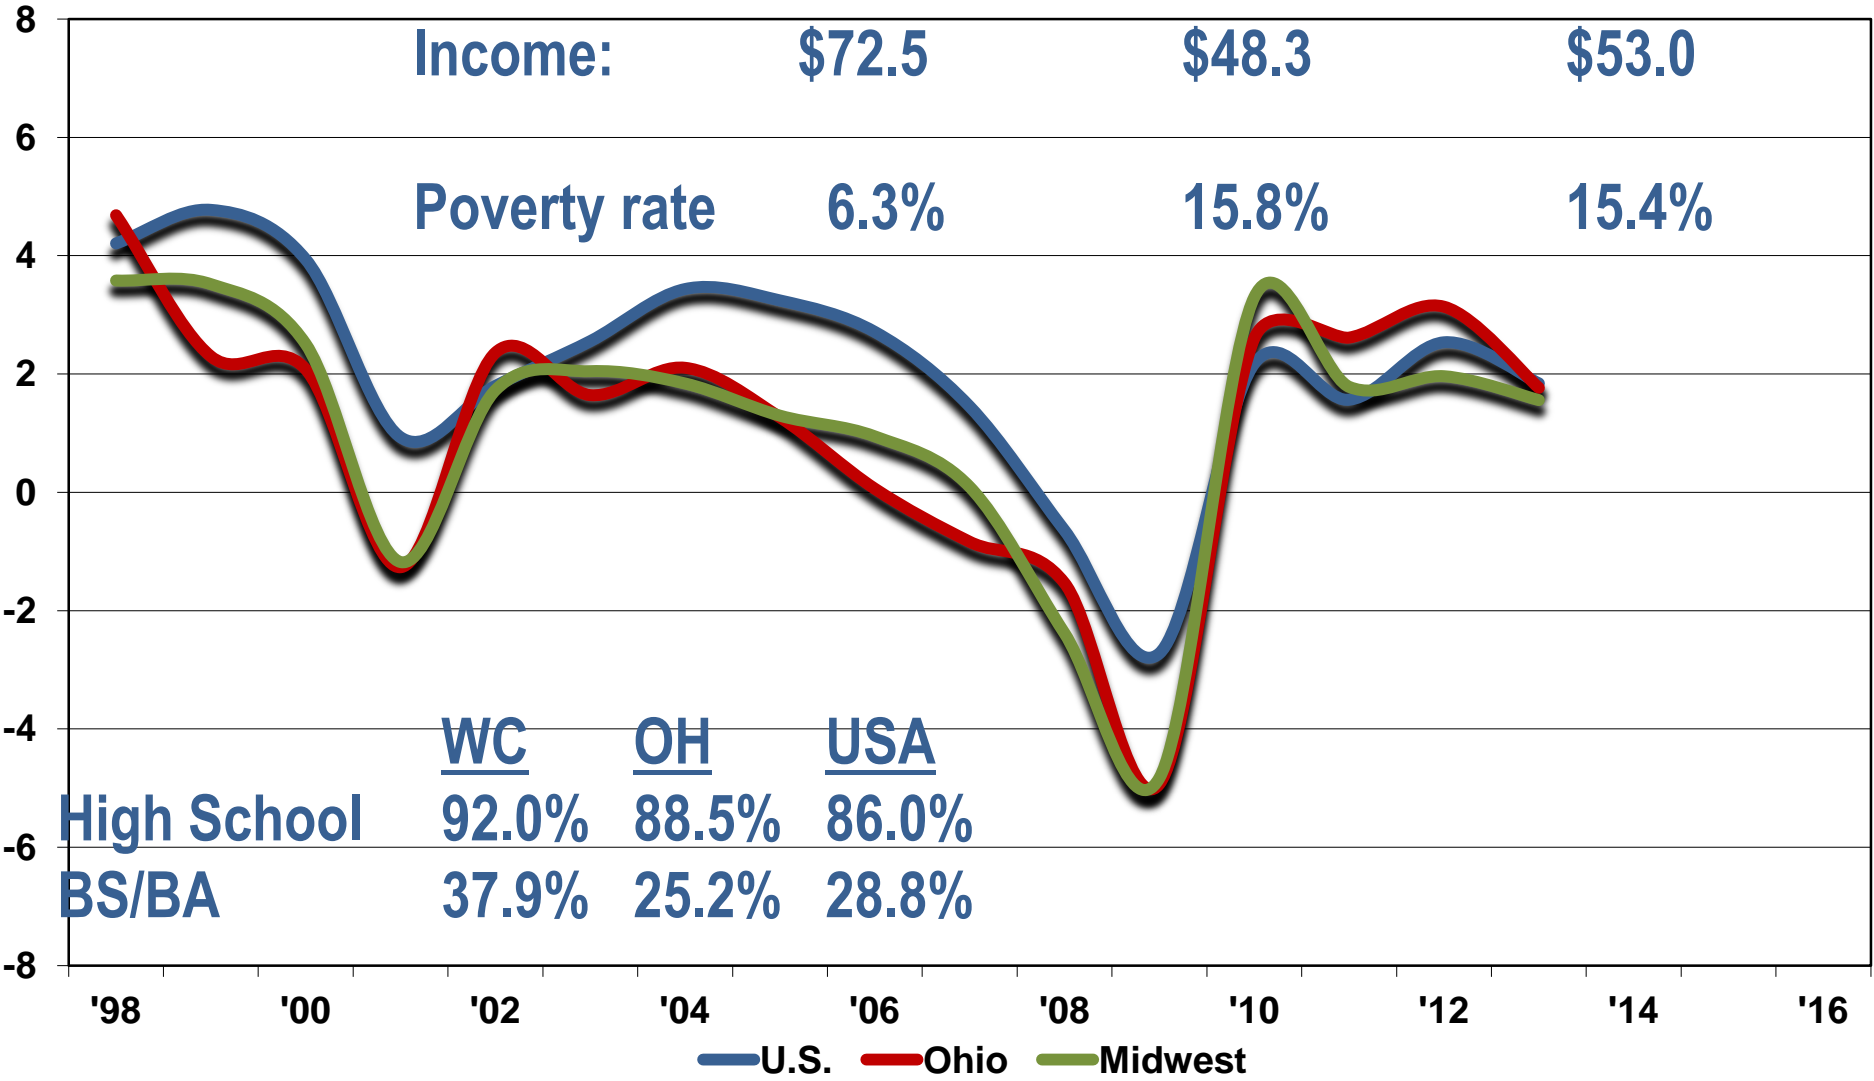 8
Income: $72.5 $48.3 $53.0
6
Poverty rate 6.3% 15.8% 15.4%
4
2
0
-2
-4
WC OH USA
High School 92.0% 88.5% 86.0%
-6
BS/BA 37.9% 25.2% 28.8%
-8
'98 '00 '02 '04 '06 '08 '10 '12 '14 '16
U.S. Ohio Midwest